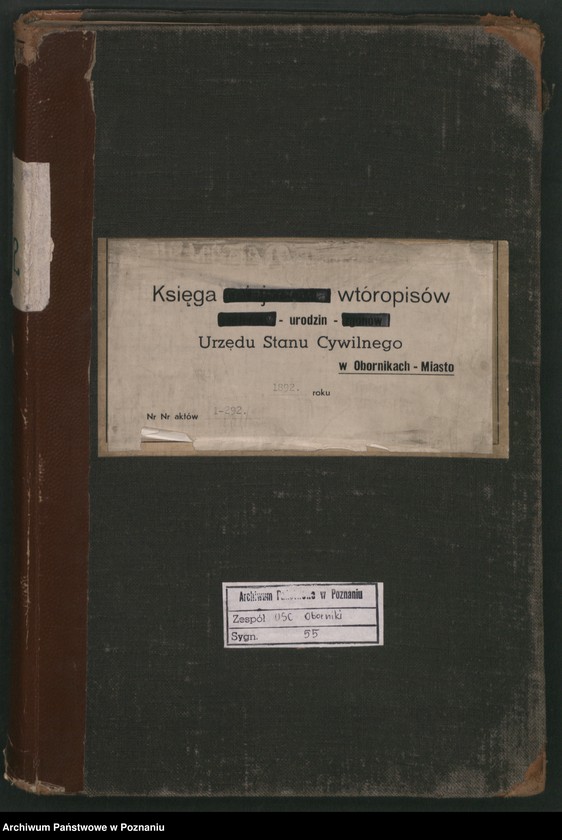 Księga wtóropisów
- urodzin -
Urzędu Stanu Cywilnego
w Obornikach - Miasto
1892. roku
Nr Nr aktów 1-292.
Archiwum Państwowe w Poznaniu
Zespół USC Oborniki
Sygn. 55
Archiwum Państwowe w Poznaniu